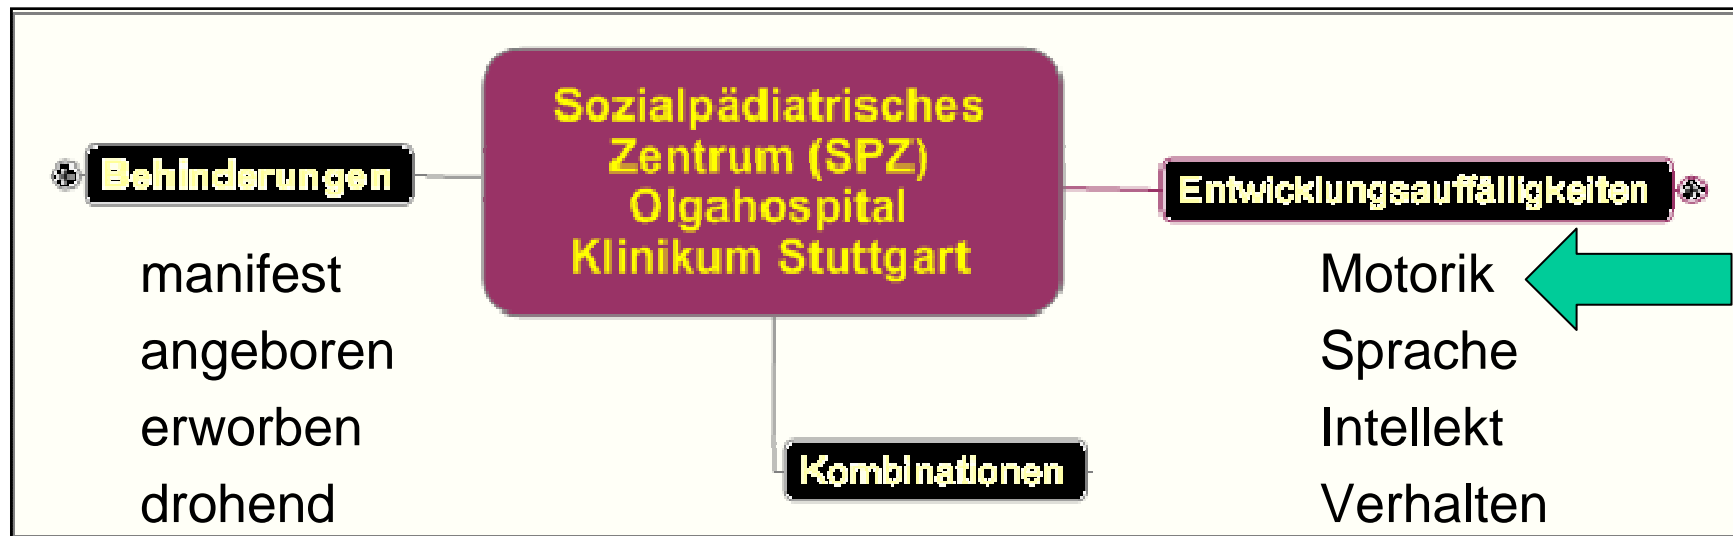 Sozialpädiatrisches
Zentrum (SPZ)
Olgahospital
Klinikum Stuttgart
Behinderungen
manifest
angeboren
erworben
drohend
Kombinationen
Entwicklungsauffälligkeiten
Motorik
Sprache
Intellekt
Verhalten